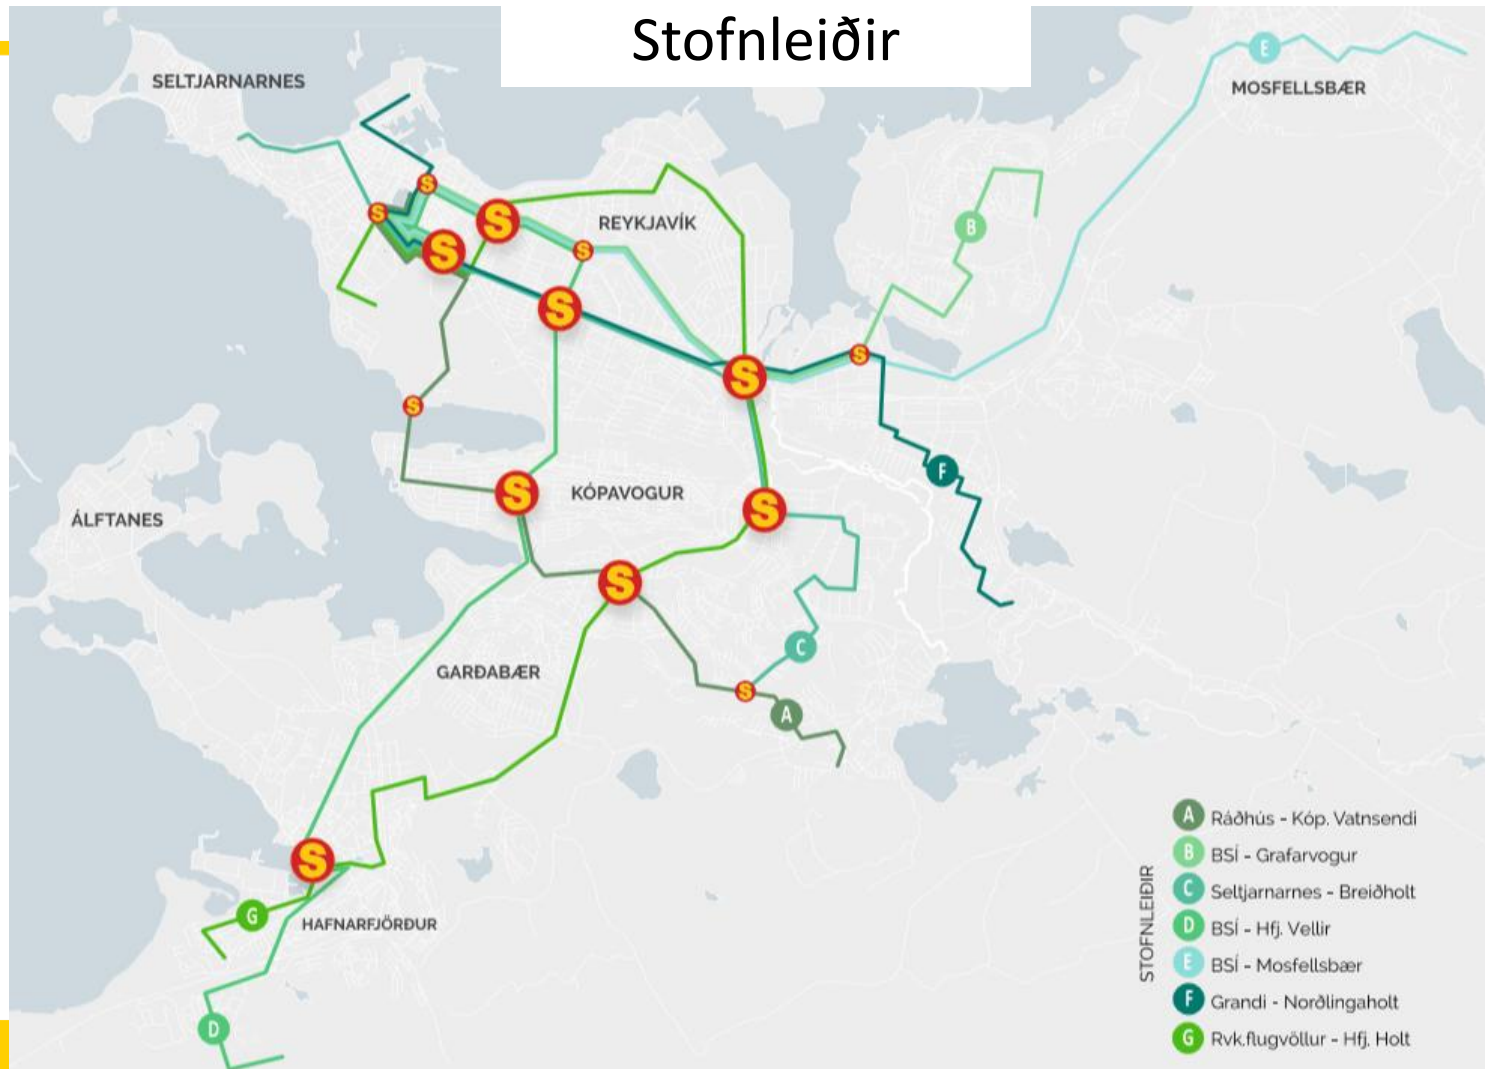 Stofnleiðir
SELTJARNARNES
MOSFELLSBÆR
REYKJAVÍK
KÓPAVOGUR
ÁLFTANES
GARÐABÆR
HAFNARFJÖRÐUR
E
B
S
S
S
S
S
S
S
S
S
F
S
S
S
C
S
A
S
G
D
STOFNLEIÐIR
A Ráðhús - Kóp. Vatnsendi
B BSÍ - Grafarvogur
C Seltjarnarnes - Breiðholt
D BSÍ - Hfj. Vellir
E BSÍ - Mosfellsbær
F Grandi - Norðlingaholt
G Rvk.flugvöllur - Hfj. Holt